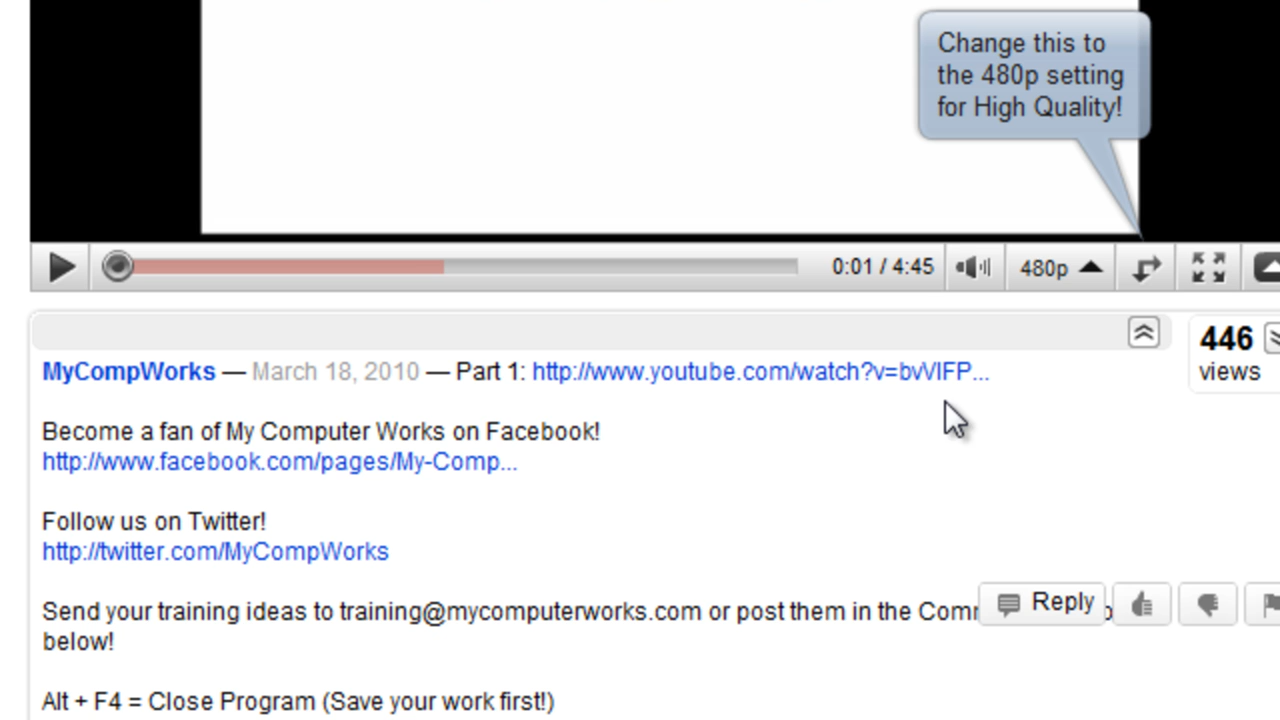 Change this to
the 480p setting
for High Quality!
0:01 / 4:45
480p
446
views
MyCompWorks — March 18, 2010 — Part 1: http://www.youtube.com/watch?v=bvVIFP...
Become a fan of My Computer Works on Facebook!
http://www.facebook.com/pages/My-Comp...
Follow us on Twitter!
http://twitter.com/MyCompWorks
Send your training ideas to training@mycomputerworks.com or post them in the
Reply
below!
Alt + F4 = Close Program (Save your work first!)